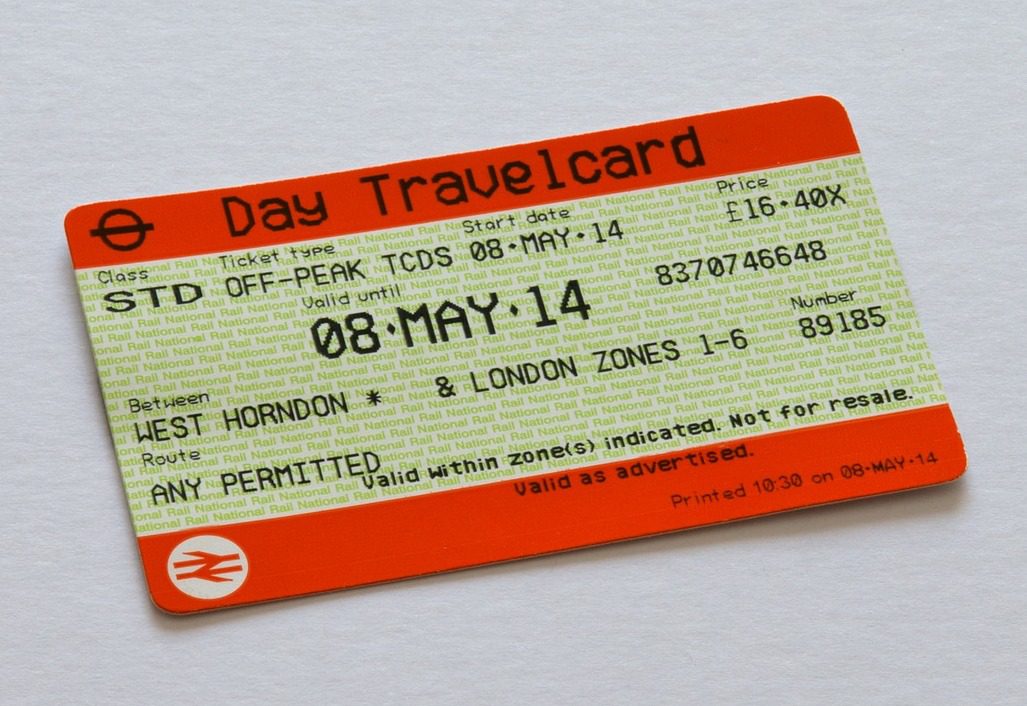 Day Travelcard
Class Ticket type Start date Price
STD OFF-PEAK TCDS 08·MAY·14 £16·40X
Valid until
08·MAY·14 8370746648
Number
89185
Between
WEST HORNDON * & LONDON ZONES 1-6
Route
ANY PERMITTED
Valid within zone(s) indicated. Not for resale.
Valid as advertised.
Printed 10:30 on 08·MAY·14